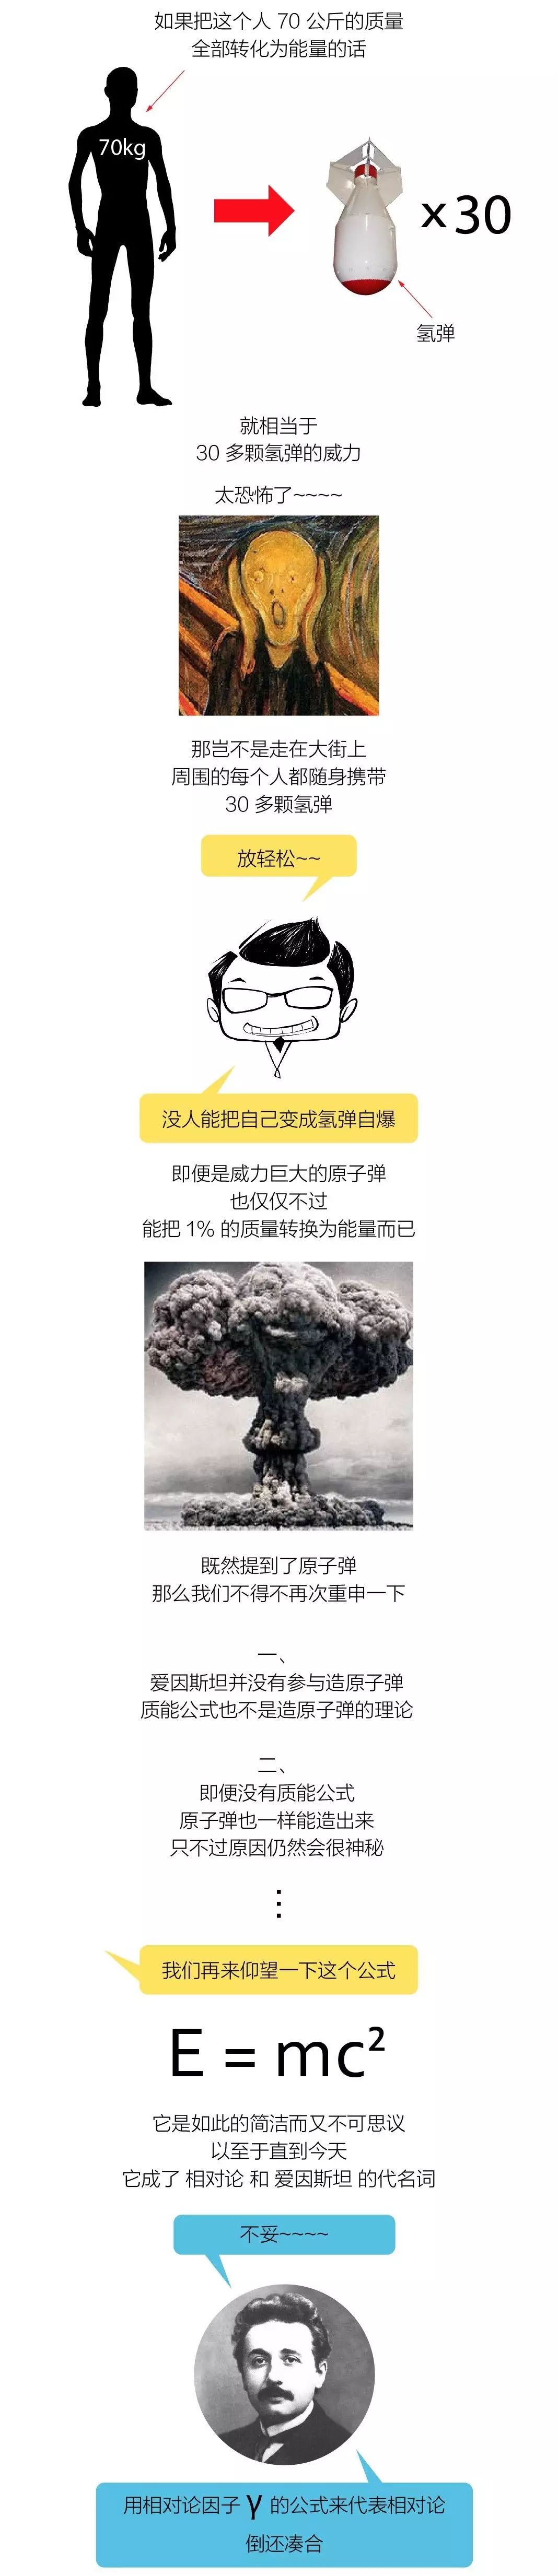 如果把这个人 70 公斤的质量
全部转化为能量的话
70kg
x30
氢弹
就相当于
30 多颗氢弹的威力
太恐怖了~~~~
那岂不是走在大街上
周围的每个人都随身携带
30 多颗氢弹
放轻松~~
没人能把自己变成氢弹自爆
即便是威力巨大的原子弹
也仅仅不过
能把 1% 的质量转换为能量而已
既然提到了原子弹
那么我们不得不再次重申一下
一、
爱因斯坦并没有参与造原子弹
质能公式也不是造原子弹的理论
二、
即便没有质能公式
原子弹也一样能造出来
只不过原因仍然会很神秘
⋮
我们再来仰望一下这个公式
E = mc²
它是如此的简洁而又不可思议
以至于直到今天
它成了 相对论 和 爱因斯坦 的代名词
不妥~~~~
用相对论因子 γ 的公式来代表相对论
倒还凑合